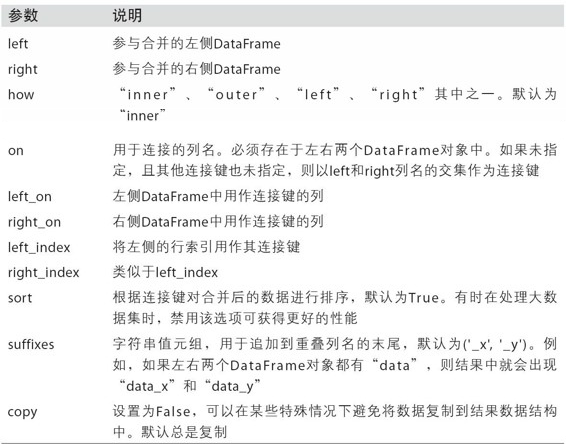 参数 说明
left 参与合并的左侧DataFrame
right 参与合并的右侧DataFrame
how “inner”、“outer”、“left”、“right”其中之一。默认为
“inner”
on 用于连接的列名。必须存在于左右两个DataFrame对象中。如果未指
定，且其他连接键也未指定，则以left和right列名的交集作为连接键
left_on 左侧DataFrame中用作连接键的列
right_on 右侧DataFrame中用作连接键的列
left_index 将左侧的行索引用作其连接键
right_index 类似于left_index
sort 根据连接键对合并后的数据进行排序，默认为True。有时在处理大数
据集时，禁用该选项可获得更好的性能
suffixes 字符串值元组，用于追加到重叠列名的末尾，默认为('_x', '_y')。例
如，如果左右两个DataFrame对象都有“data”，则结果中就会出现
“data_x”和“data_y”
copy 设置为False，可以在某些特殊情况下避免将数据复制到结果数据结构
中。默认总是复制